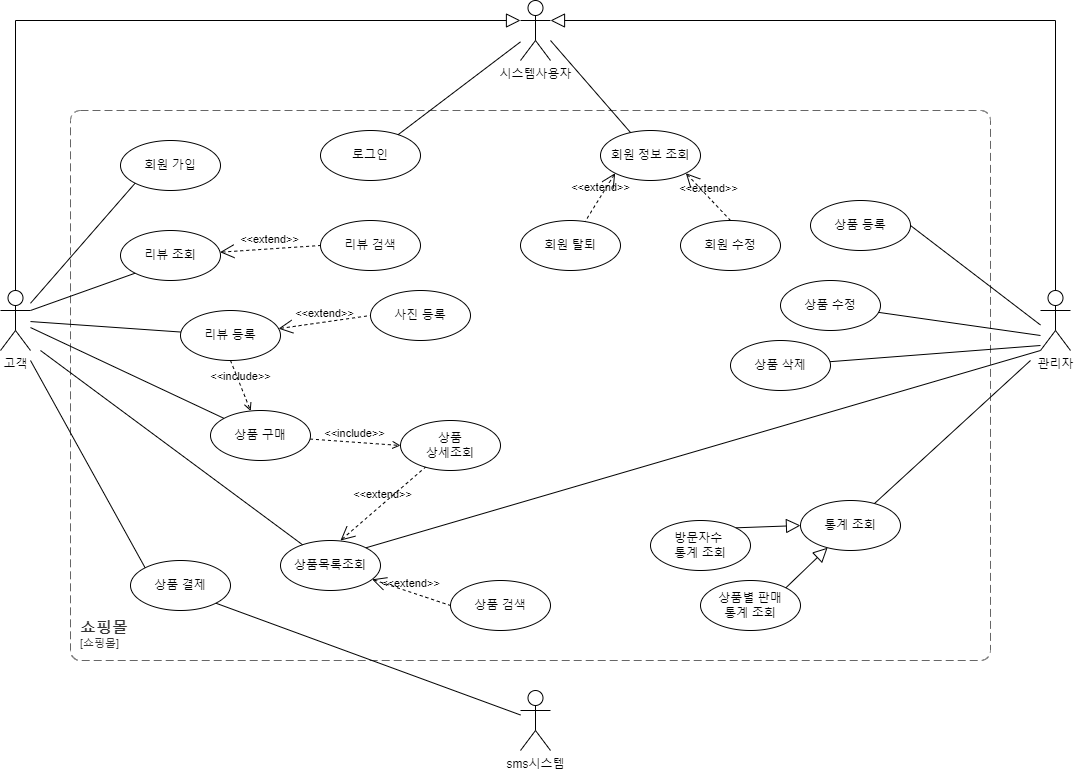 시스템사용자
로그인
회원 정보 조회
회원 가입
<<extend>>
<<extend>>
회원 탈퇴
회원 수정
상품 등록
리뷰 조회
<<extend>>
리뷰 검색
고객
리뷰 등록
<<extend>>
사진 등록
상품 수정
관리자
상품 삭제
<<include>>
상품 구매
<<include>>
상품
상세조회
<<extend>>
상품목록조회
<<extend>>
상품 검색
통계 조회
방문자수
통계 조회
상품별 판매
통계 조회
상품 결제
쇼핑몰
[쇼핑몰]
sms시스템